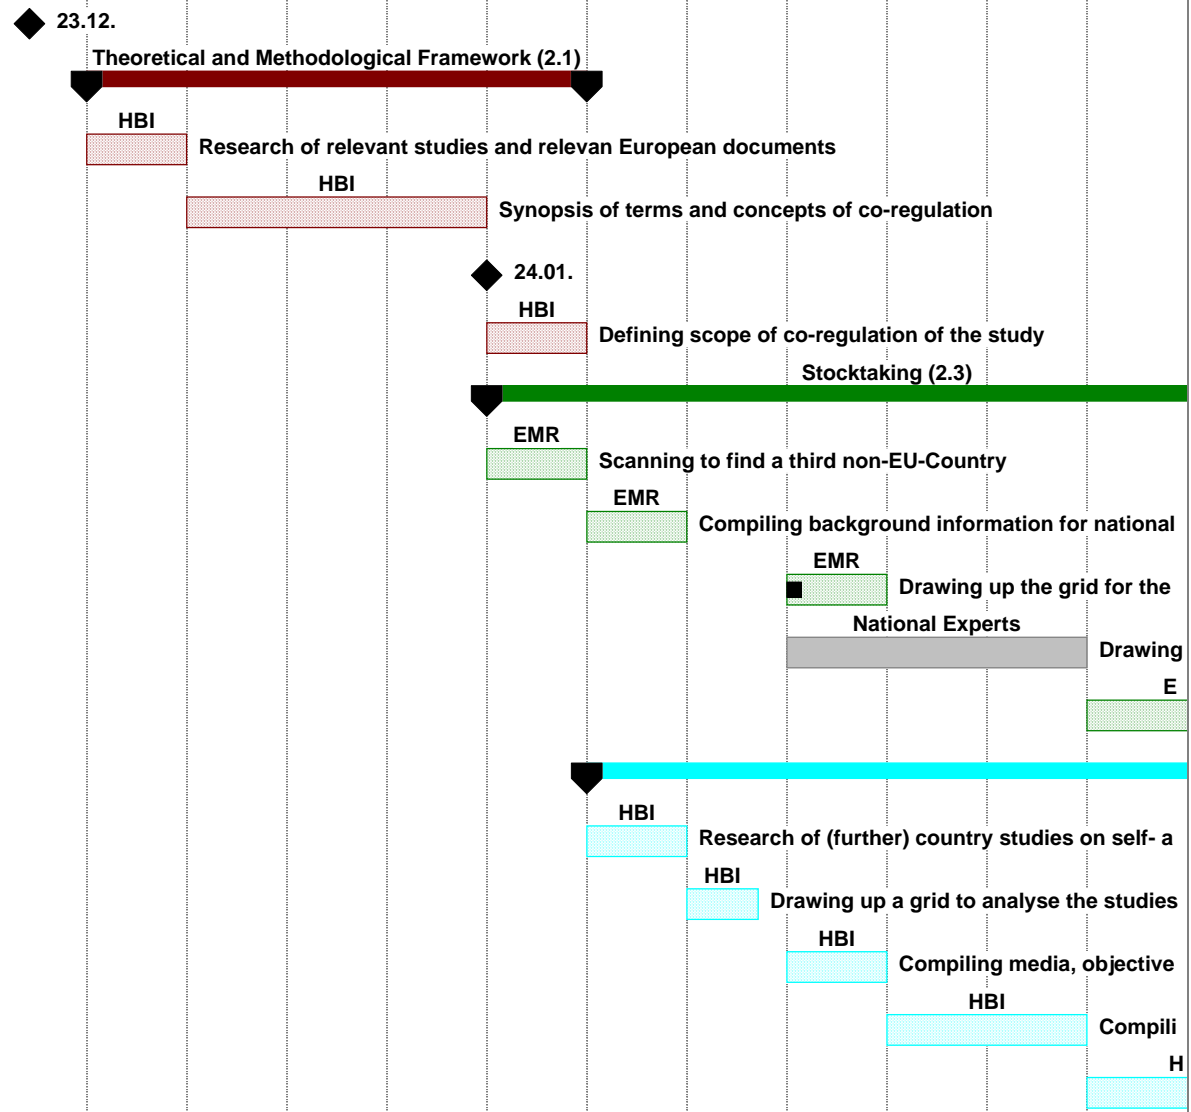 23.12.
Theoretical and Methodological Framework (2.1)
HBI
Research of relevant studies and relevan European documents
HBI
Synopsis of terms and concepts of co-regulation
24.01.
HBI
Defining scope of co-regulation of the study
Stocktaking (2.3)
EMR
Scanning to find a third non-EU-Country
EMR
Compiling background information for national
EMR
Drawing up the grid for the
National Experts
Drawing
E
HBI
Research of (further) country studies on self- a
HBI
Drawing up a grid to analyse the studies
HBI
Compiling media, objective
HBI
Compili
H